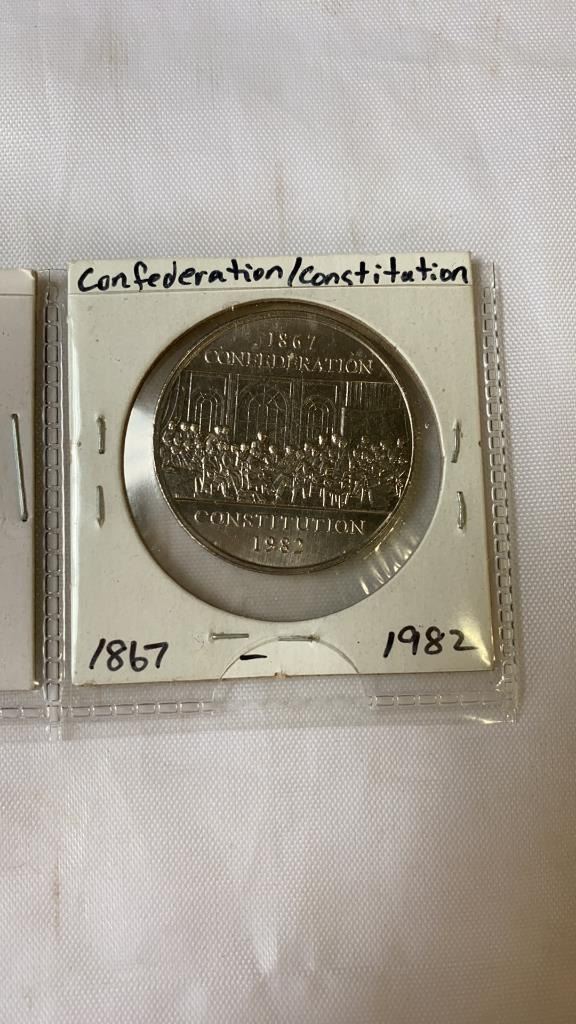 Confederation/Constitution
1867
CONFEDERATION
CONSTITUTION
1982
1867 - 1982